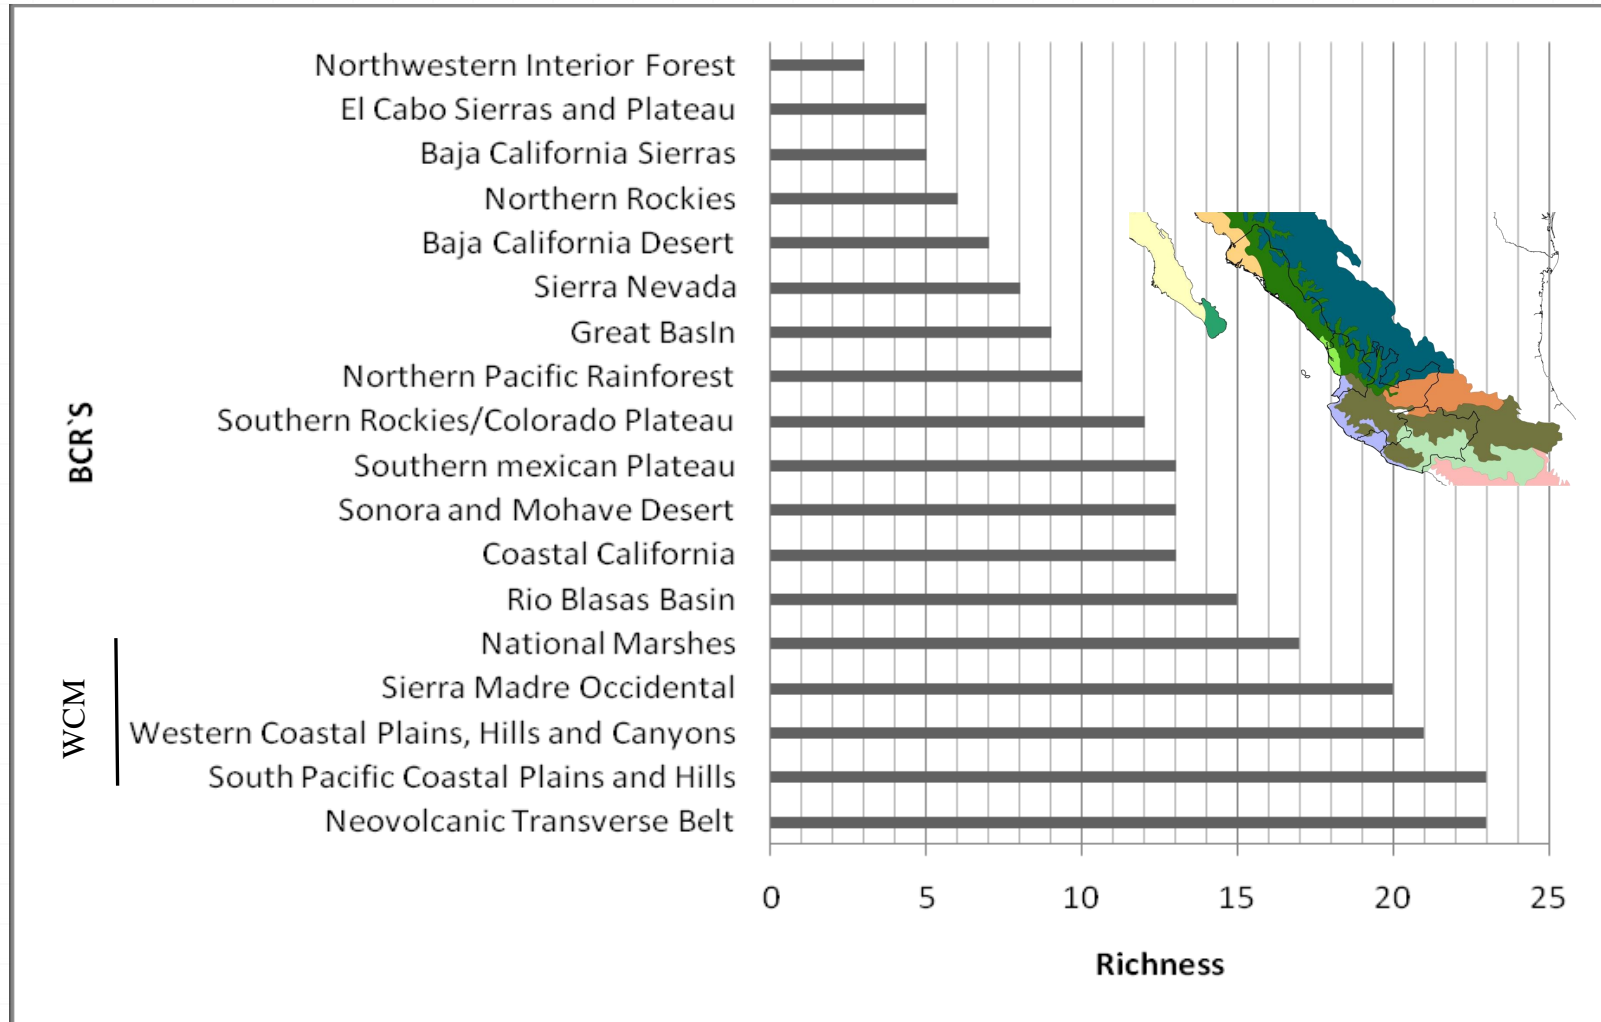 Northwestern Interior Forest
El Cabo Sierras and Plateau
Baja California Sierras
Northern Rockies
Baja California Desert
Sierra Nevada
Great BasIn
Northern Pacific Rainforest
Southern Rockies/Colorado Plateau
Southern mexican Plateau
Sonora and Mohave Desert
Coastal California
Rio Blasas Basin
National Marshes
Sierra Madre Occidental
Western Coastal Plains, Hills and Canyons
South Pacific Coastal Plains and Hills
Neovolcanic Transverse Belt
BCR`S
WCM
0 5 10 15 20 25
Richness